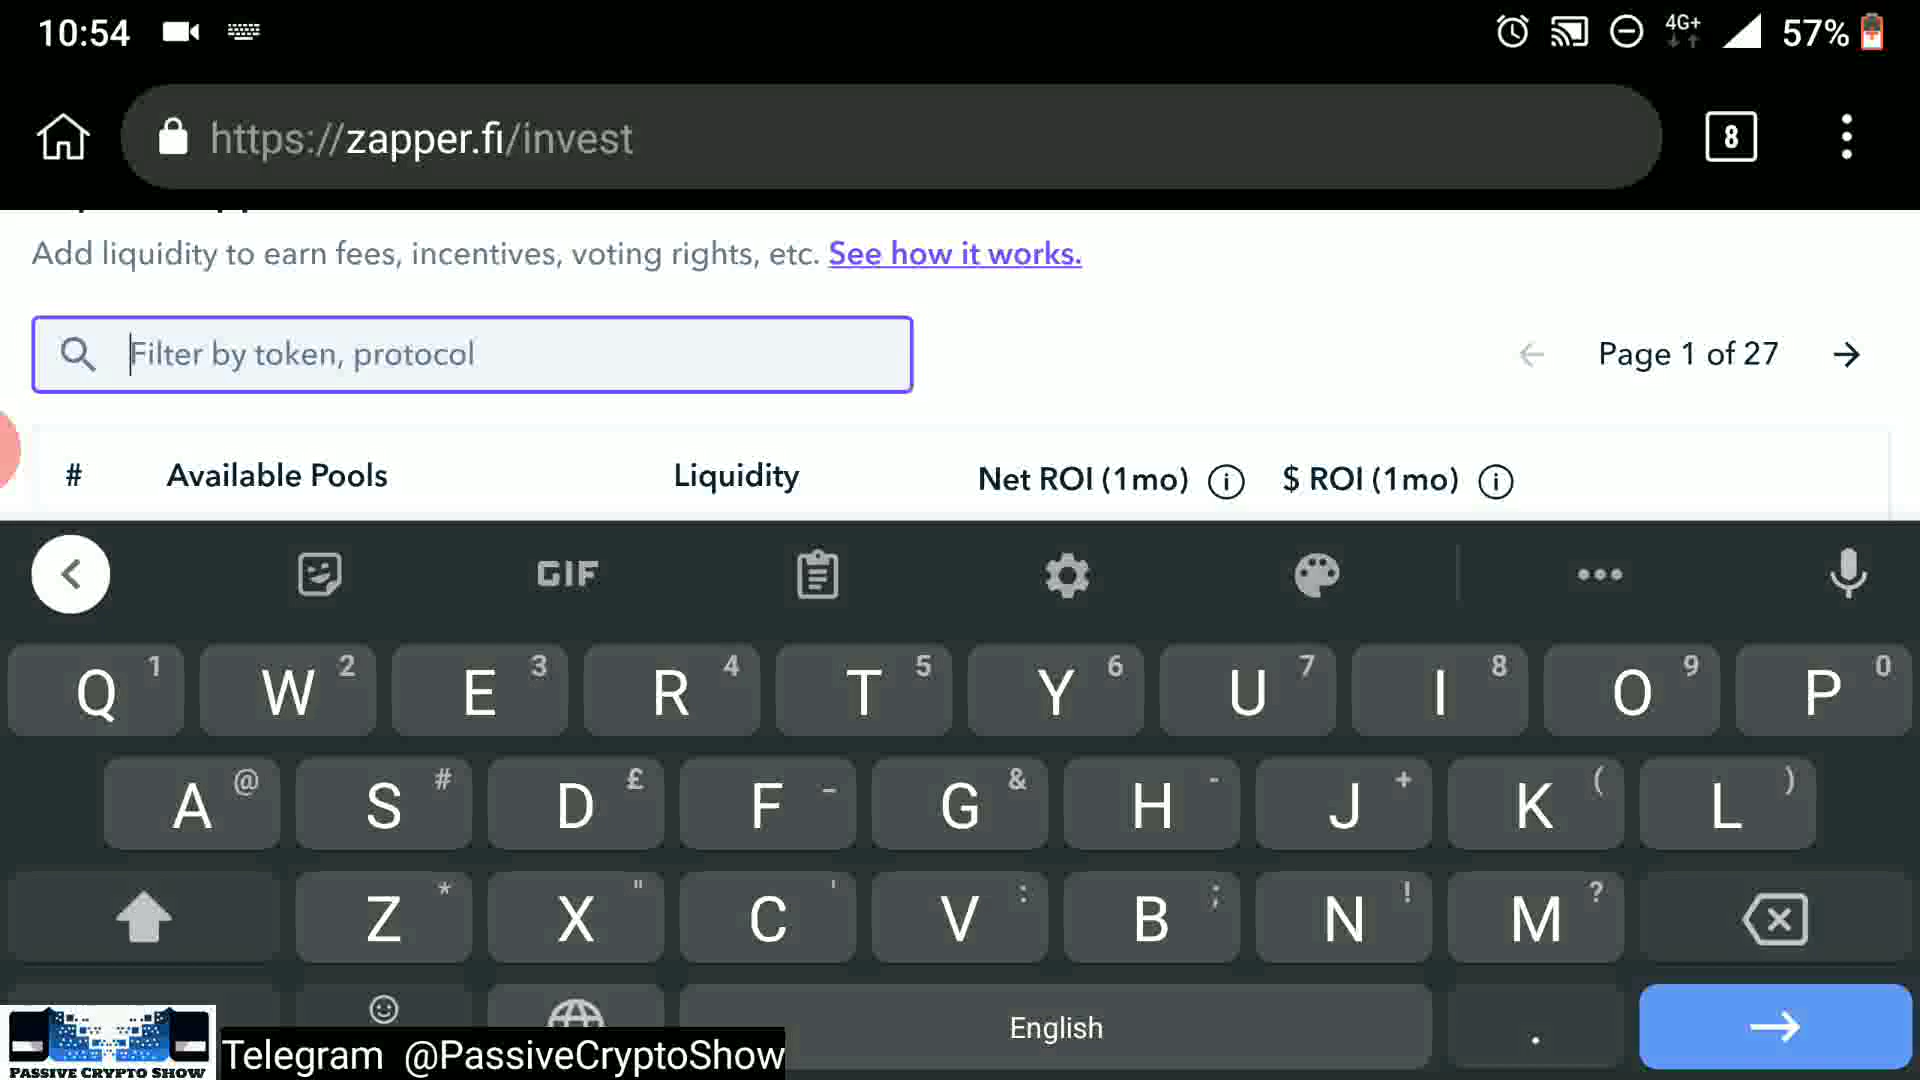 10:54 4G+ 57%
https://zapper.fi/invest 8
Add liquidity to earn fees, incentives, voting rights, etc. See how it works.
Filter by token, protocol Page 1 of 27
# Available Pools Liquidity Net ROI (1mo) $ ROI (1mo)
GIF
Q 1 W 2 E 3 R 4 T 5 Y 6 U 7 I 8 O 9 P 0
A @ S # D £ F _ G & H - J + K ( L )
Z * X " C ' V : B ; N ! M ?
English .
PASSIVE CRYPTO SHOW
Telegram @PassiveCryptoShow